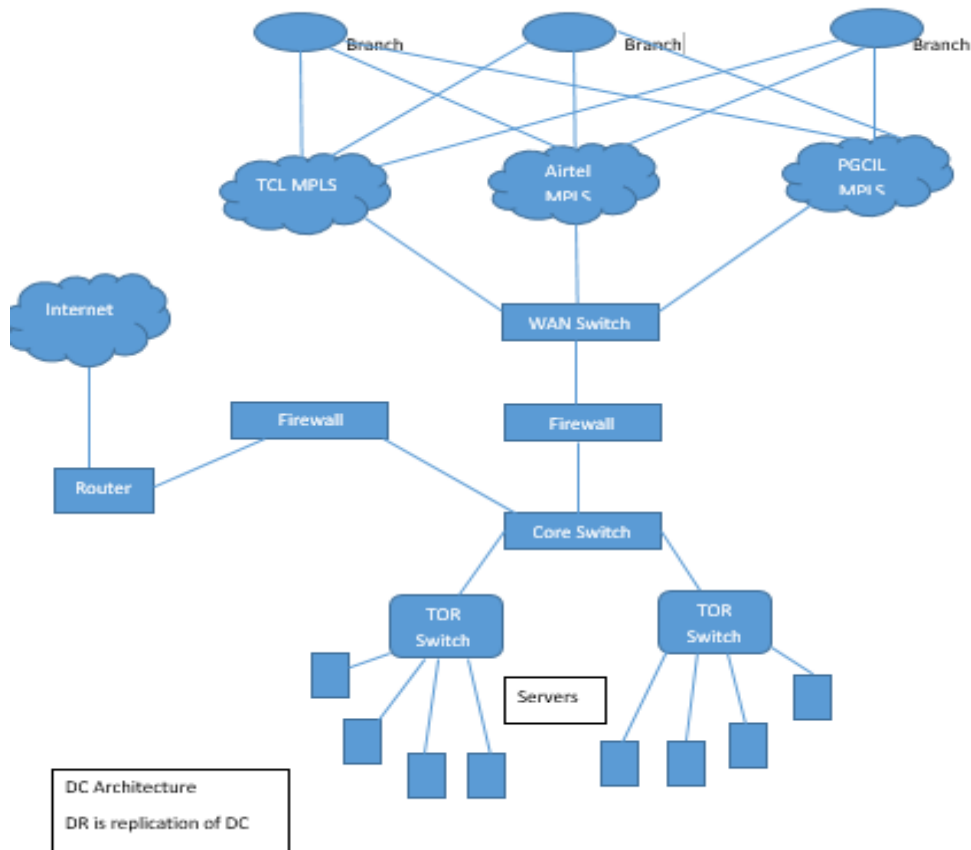 Branch
Branch
Branch
TCL MPLS
Airtel
MPLS
PGCIL
MPLS
Internet
WAN Switch
Firewall
Firewall
Router
Core Switch
TOR
Switch
TOR
Switch
Servers
DC Architecture
DR is replication of DC